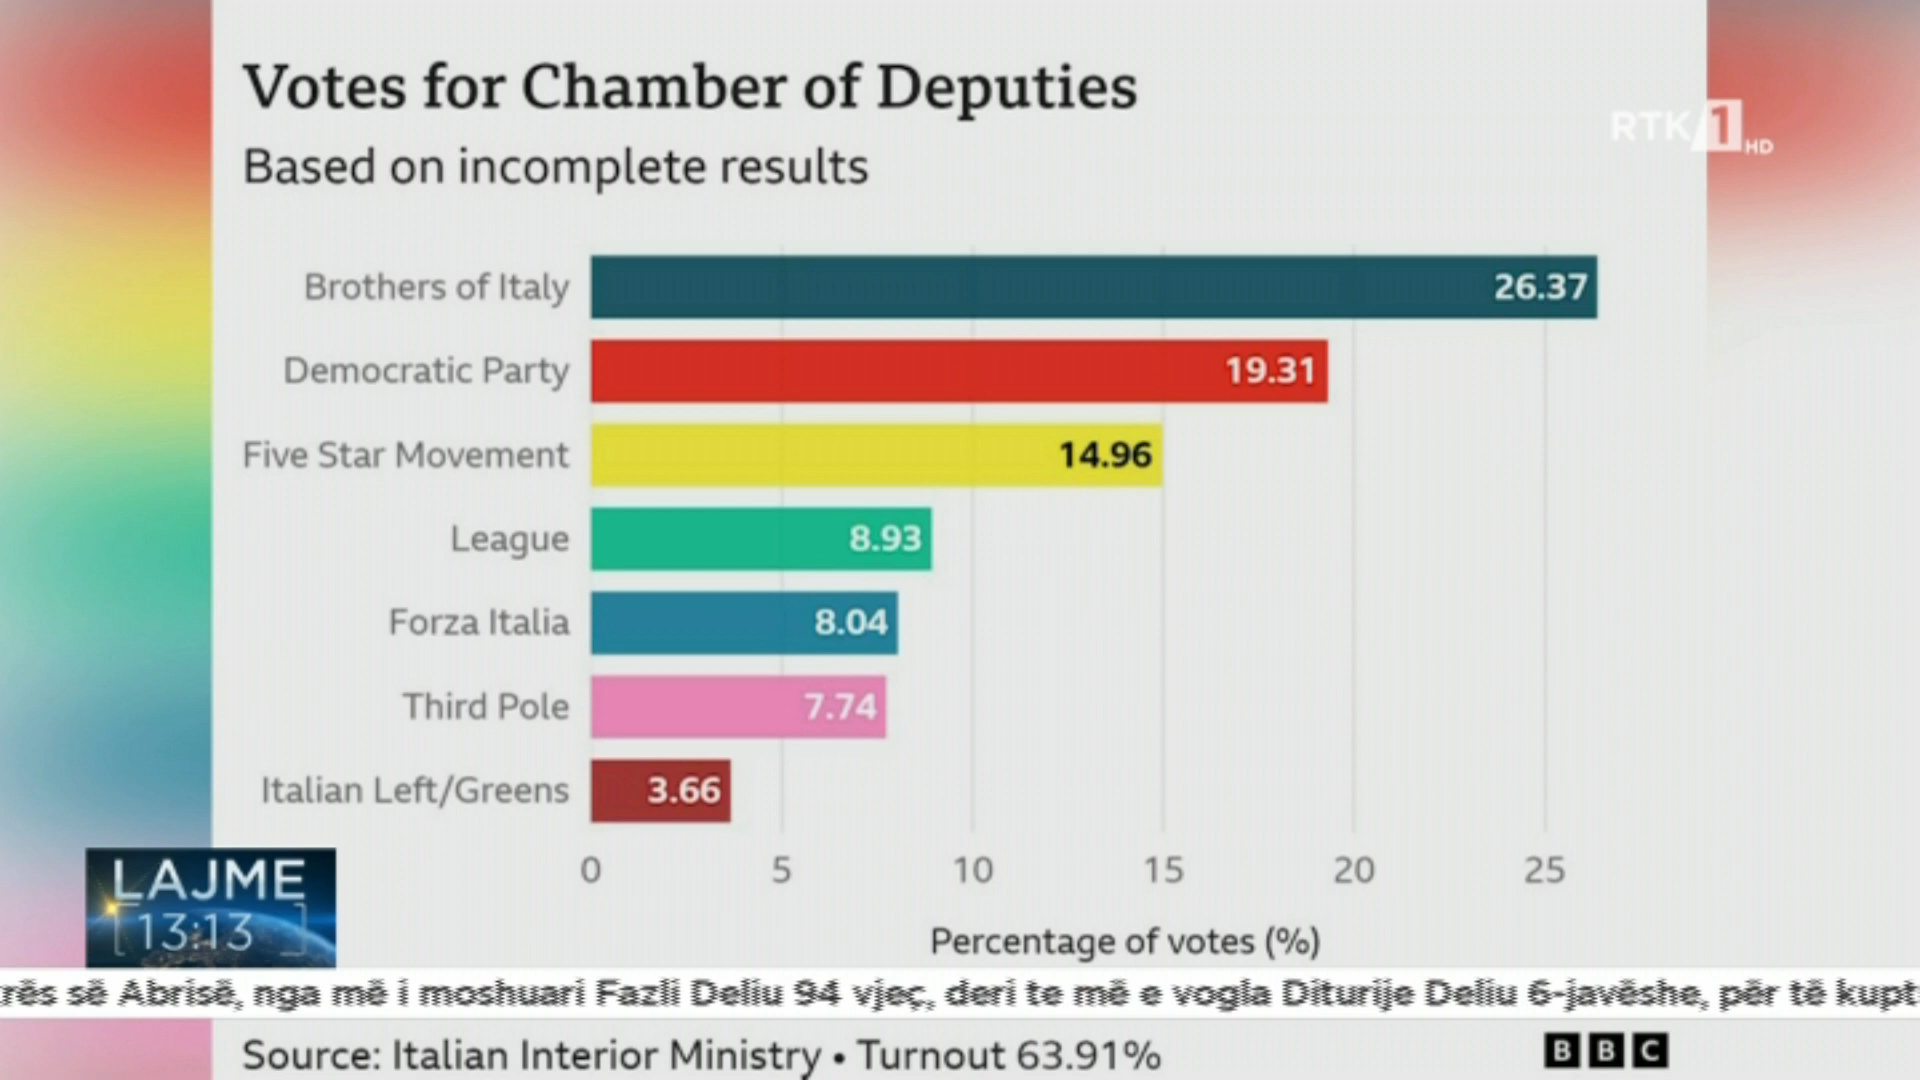 Votes for Chamber of Deputies
Based on incomplete results
RTK 1 HD
Brothers of Italy 26.37
Democratic Party 19.31
Five Star Movement 14.96
League 8.93
Forza Italia 8.04
Third Pole 7.74
Italian Left/Greens 3.66
0 5 10 15 20 25
Percentage of votes (%)
LAJME
13:13
rës së Abrisë, nga më i moshuari Fazli Deliu 94 vjeç, deri te më e vogla Diturije Deliu 6-javëshe, për të kupt
Source: Italian Interior Ministry • Turnout 63.91%
BBC